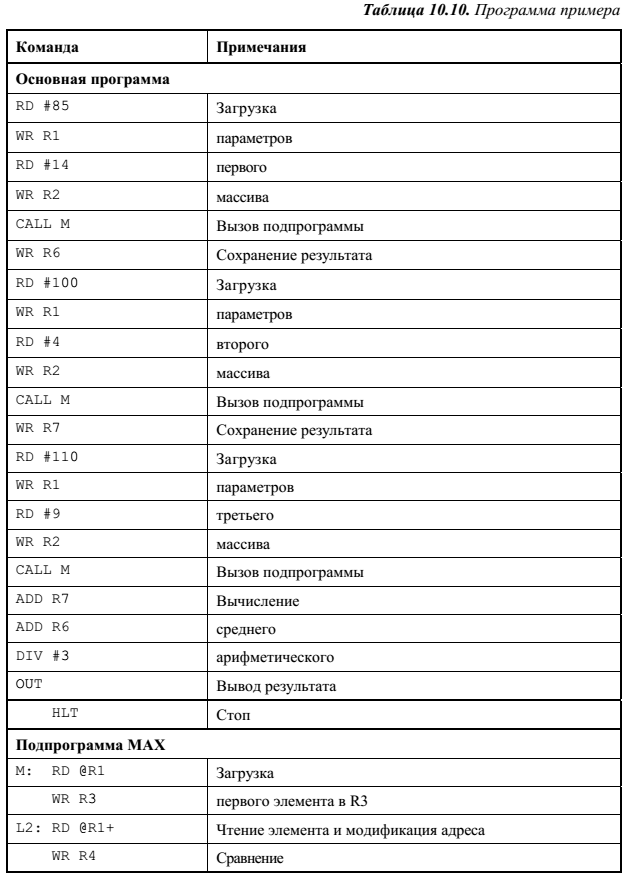 Таблица 10.10. Программа примера
Команда Примечания
Основная программа
RD #85 Загрузка
WR R1 параметров
RD #14 первого
WR R2 массива
CALL M Вызов подпрограммы
WR R6 Сохранение результата
RD #100 Загрузка
WR R1 параметров
RD #4 второго
WR R2 массива
CALL M Вызов подпрограммы
WR R7 Сохранение результата
RD #110 Загрузка
WR R1 параметров
RD #9 третьего
WR R2 массива
CALL M Вызов подпрограммы
ADD R7 Вычисление
ADD R6 среднего
DIV #3 арифметического
OUT Вывод результата
HLT Стоп
Подпрограмма MAX
M: RD @R1 Загрузка
WR R3 первого элемента в R3
L2: RD @R1+ Чтение элемента и модификация адреса
WR R4 Сравнение